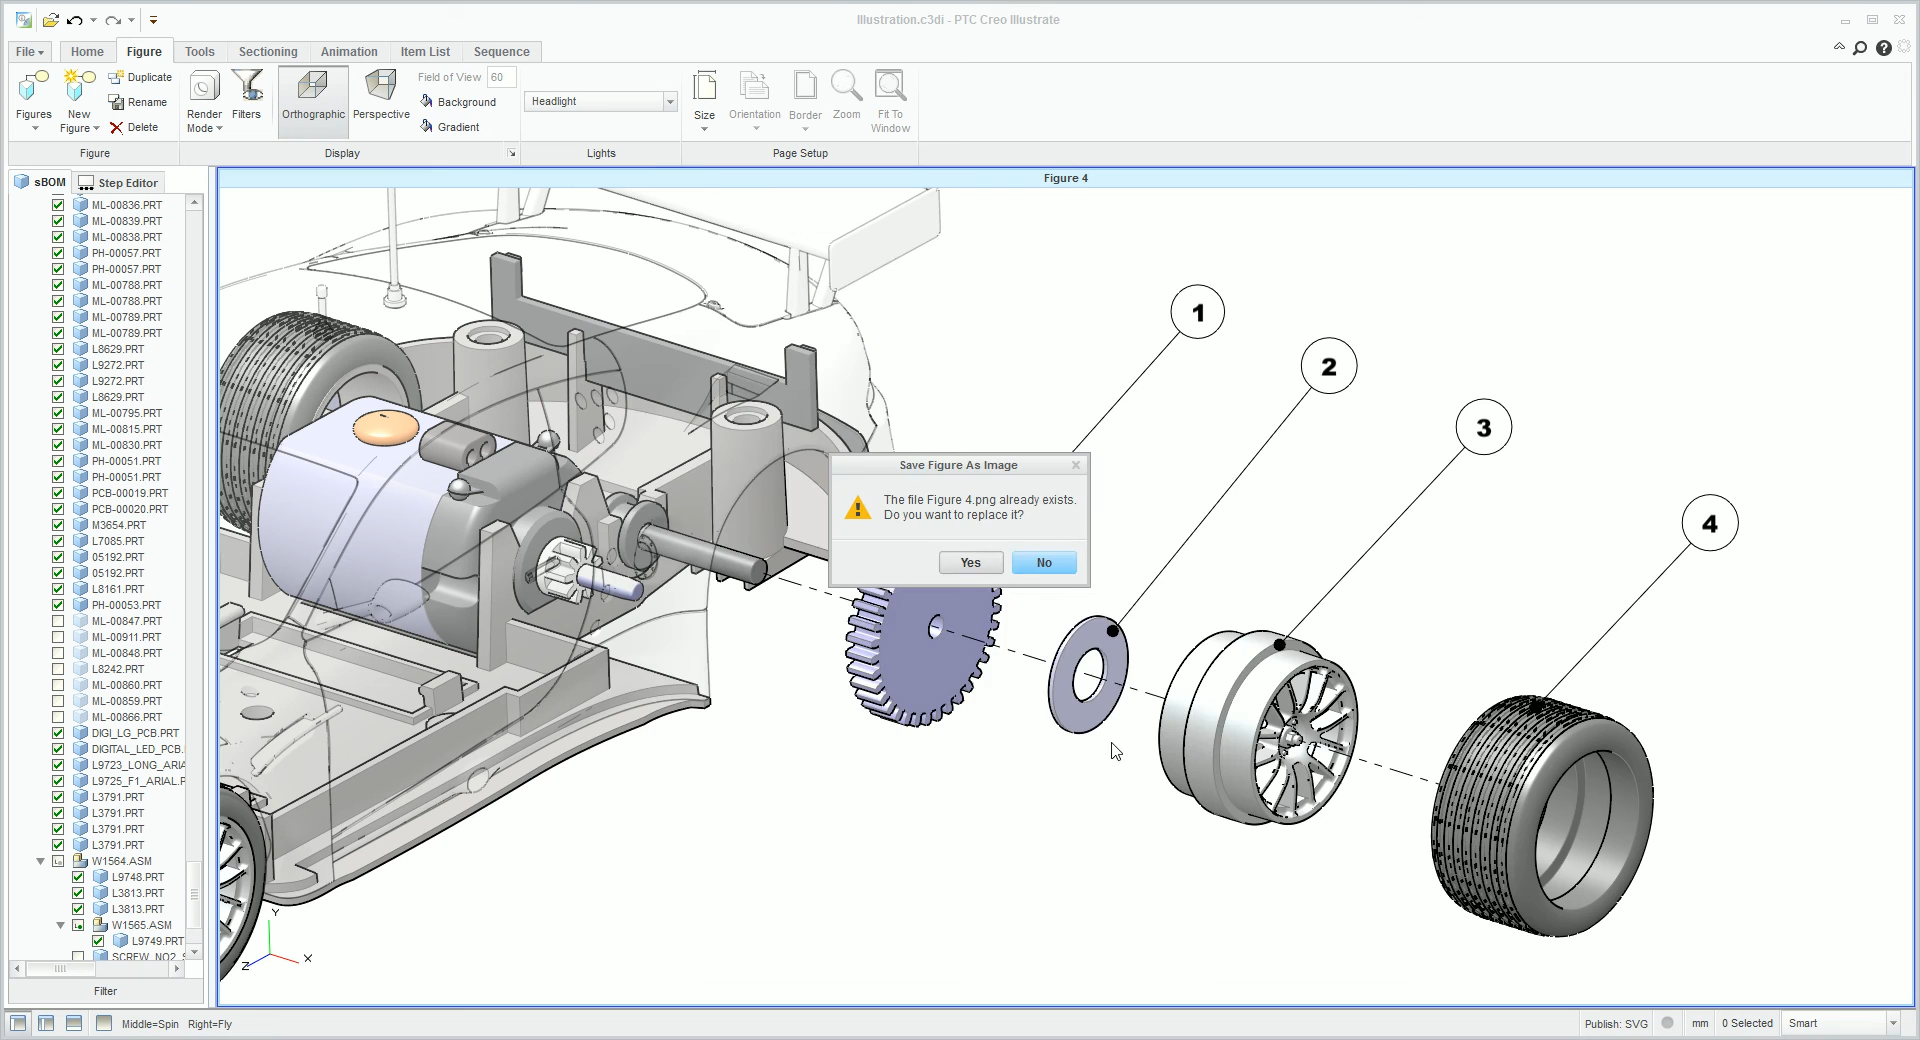 Illustration.c3di - PTC Creo Illustrate
File Home Figure Tools Sectioning Animation Item List Sequence
Figures
New Figure
Duplicate
Rename
Delete
Render Mode
Filters
Orthographic
Perspective
Field of View 60
Background
Gradient
Headlight
Size
Orientation
Border
Zoom
Fit To Window
Figure Display Lights Page Setup
sBOM Step Editor
Figure 4
ML-00836.PRT
ML-00839.PRT
ML-00838.PRT
PH-00057.PRT
PH-00057.PRT
ML-00788.PRT
ML-00788.PRT
ML-00789.PRT
ML-00789.PRT
L8629.PRT
L9272.PRT
L9272.PRT
L8629.PRT
ML-00795.PRT
ML-00815.PRT
ML-00830.PRT
PH-00051.PRT
PH-00051.PRT
PCB-00019.PRT
PCB-00020.PRT
M3654.PRT
L7085.PRT
05192.PRT
05192.PRT
L8161.PRT
PH-00053.PRT
ML-00847.PRT
ML-00911.PRT
ML-00848.PRT
L8242.PRT
ML-00860.PRT
ML-00859.PRT
ML-00866.PRT
DIGI_LG_PCB.PRT
DIGITAL_LED_PCB.
L9723_LONG_ARIA
L9725_F1_ARIAL.P
L3791.PRT
L3791.PRT
L3791.PRT
L3791.PRT
W1564.ASM
L9748.PRT
L3813.PRT
L3813.PRT
W1565.ASM
L9749.PRT
SCREW_NO2_
Filter
1
2
3
4
Save Figure As Image
The file Figure 4.png already exists.
Do you want to replace it?
Yes No
Y
X
Z
Middle=Spin Right=Fly
Publish: SVG mm 0 Selected Smart